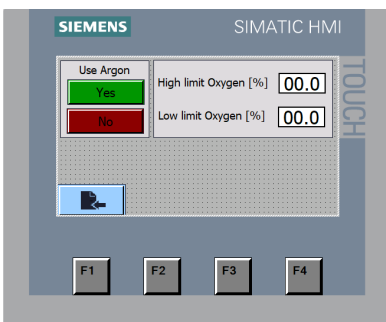 SIEMENS
SIMATIC HMI
TOUCH
Use Argon
Yes
No
High limit Oxygen [%] 00.0
Low limit Oxygen [%] 00.0
F1 F2 F3 F4